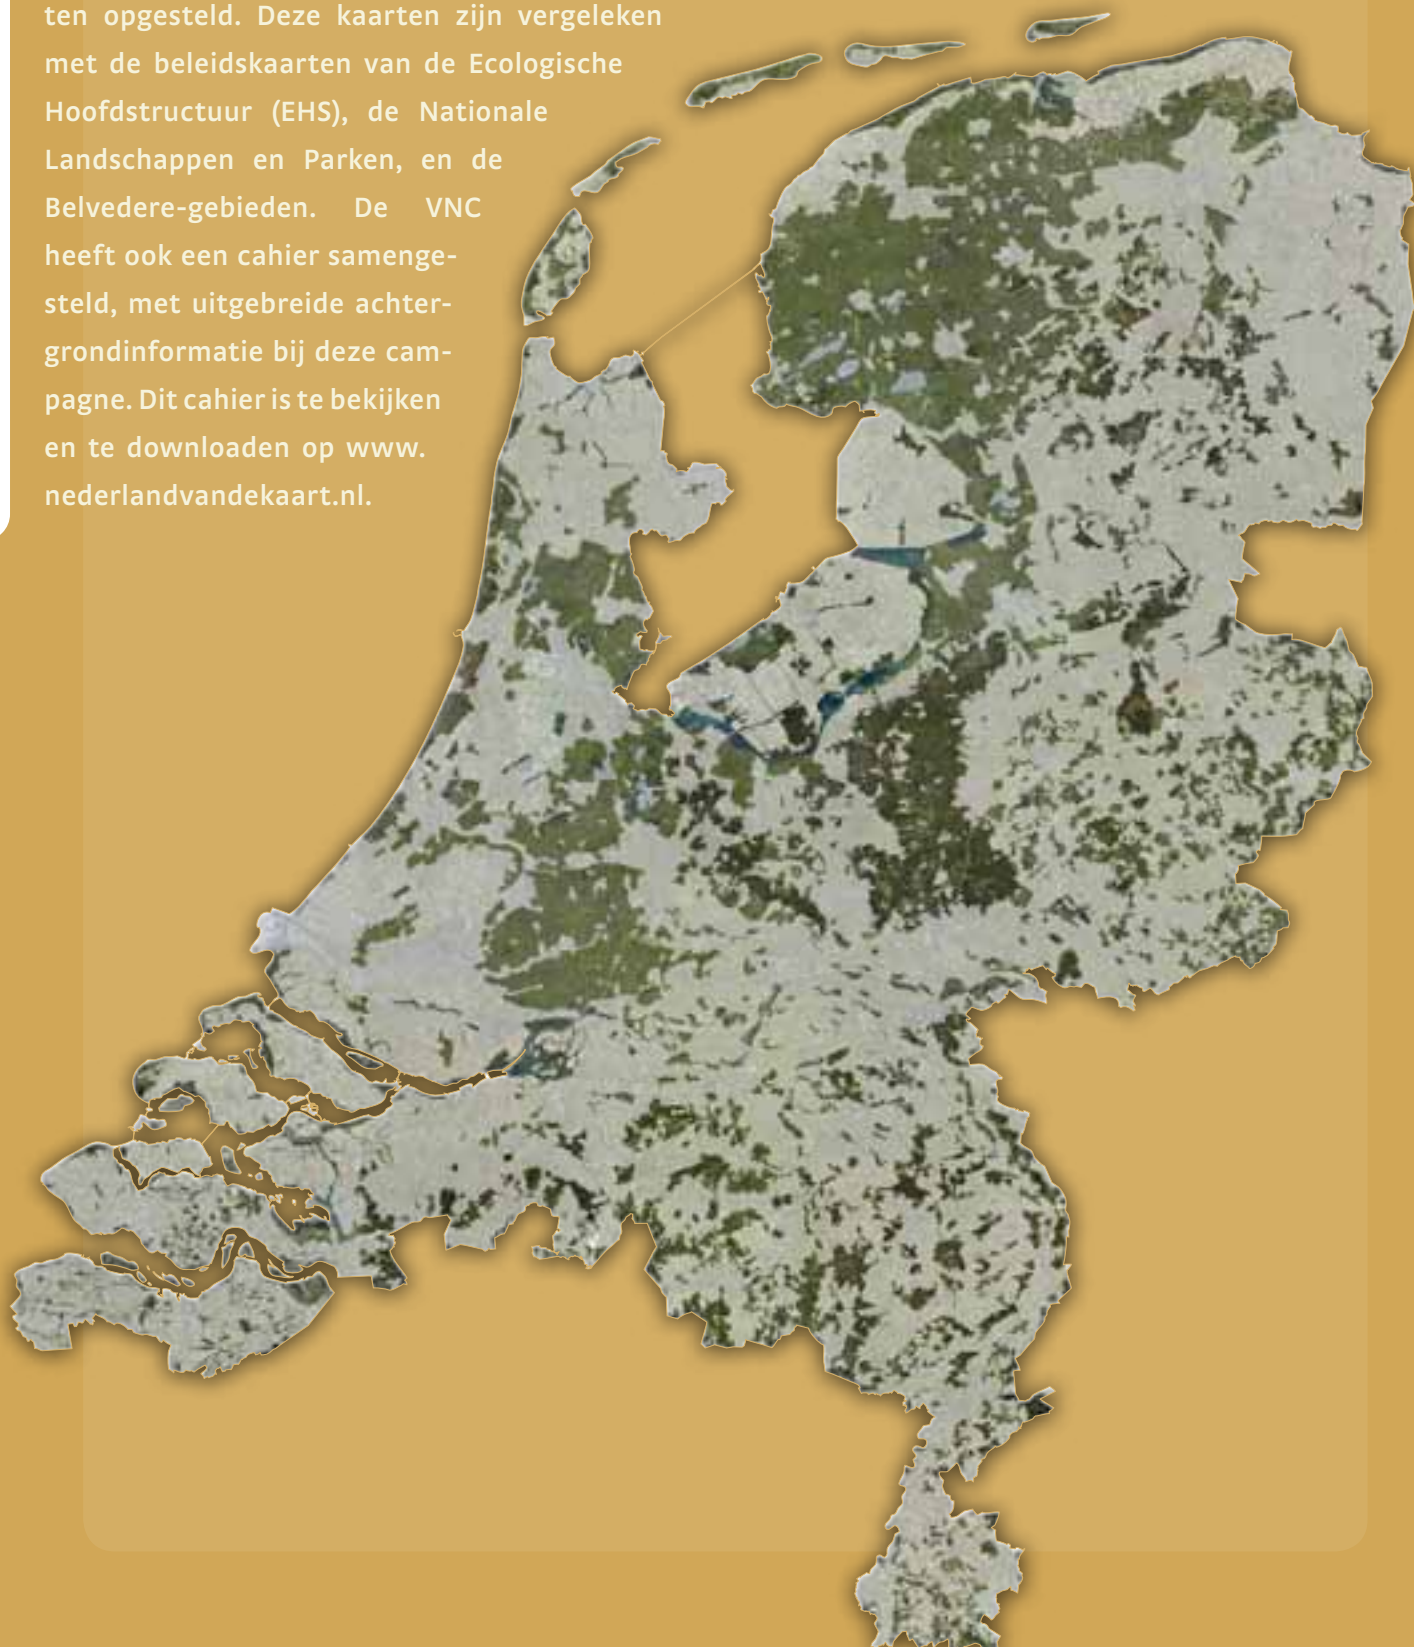 ten opgesteld. Deze kaarten zijn vergeleken
met de beleidskaarten van de Ecologische
Hoofdstructuur (EHS), de Nationale
Landschappen en Parken, en de
Belvedere-gebieden. De VNC
heeft ook een cahier samenge-
steld, met uitgebreide achter-
grondinformatie bij deze cam-
pagne. Dit cahier is te bekijken
en te downloaden op www.
nederlandvandekaart.nl.